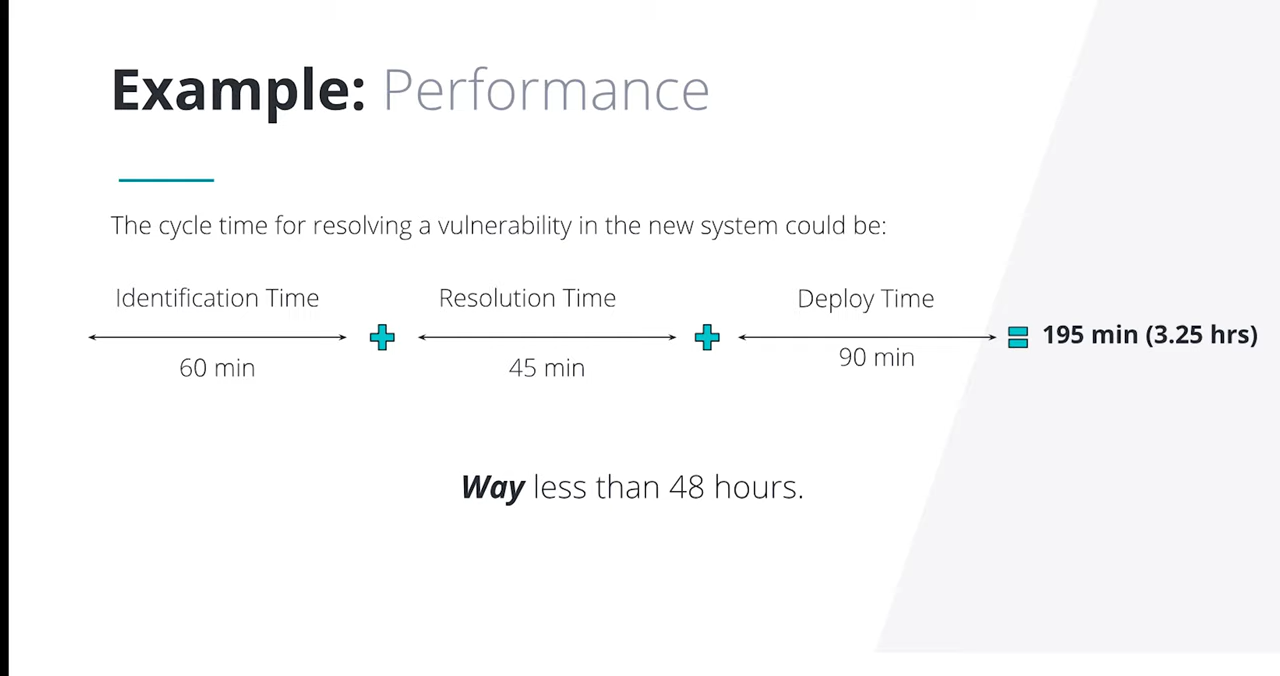 Example: Performance
The cycle time for resolving a vulnerability in the new system could be:
Identification Time
60 min
Resolution Time
45 min
Deploy Time
90 min
195 min (3.25 hrs)
Way less than 48 hours.